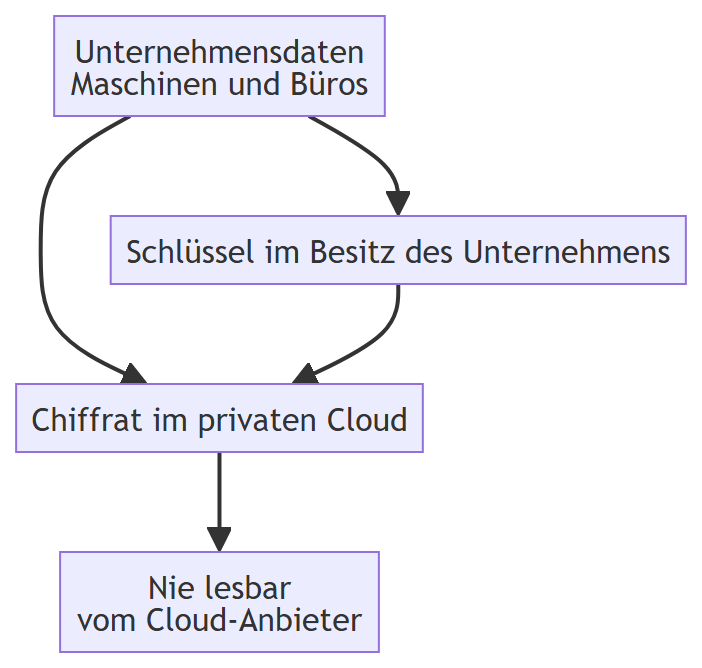 Unternehmensdaten
Maschinen und Büros
Schlüssel im Besitz des Unternehmens
Chiffrat im privaten Cloud
Nie lesbar
vom Cloud-Anbieter